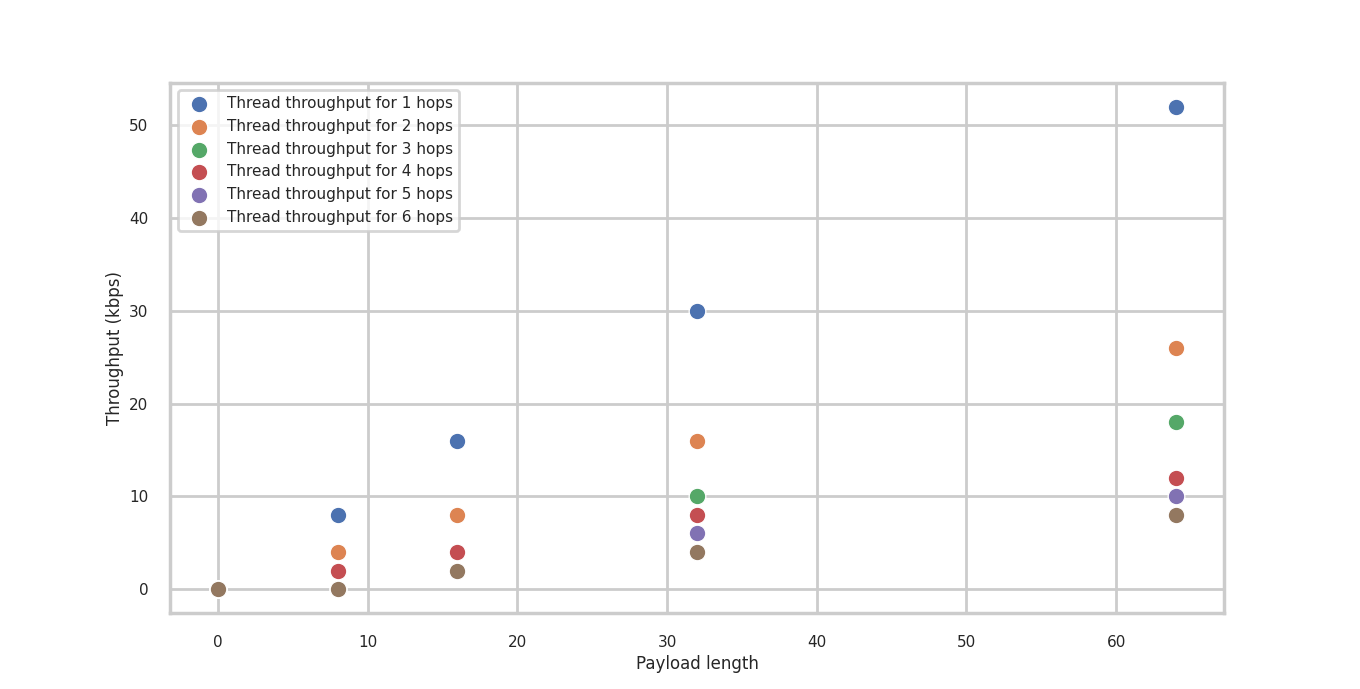 Thread throughput for 1 hops
Thread throughput for 2 hops
Thread throughput for 3 hops
Thread throughput for 4 hops
Thread throughput for 5 hops
Thread throughput for 6 hops
50
40
30
20
10
0
Throughput (kbps)
0 10 20 30 40 50 60
Payload length